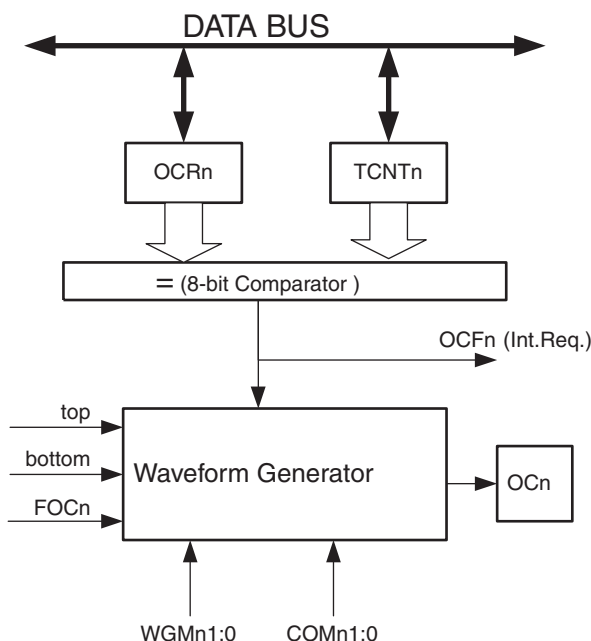 DATA BUS
OCRn
TCNTn
= (8-bit Comparator )
OCFn (Int.Req.)
top
bottom
Waveform Generator
FOCn
OCn
WGMn1:0
COMn1:0